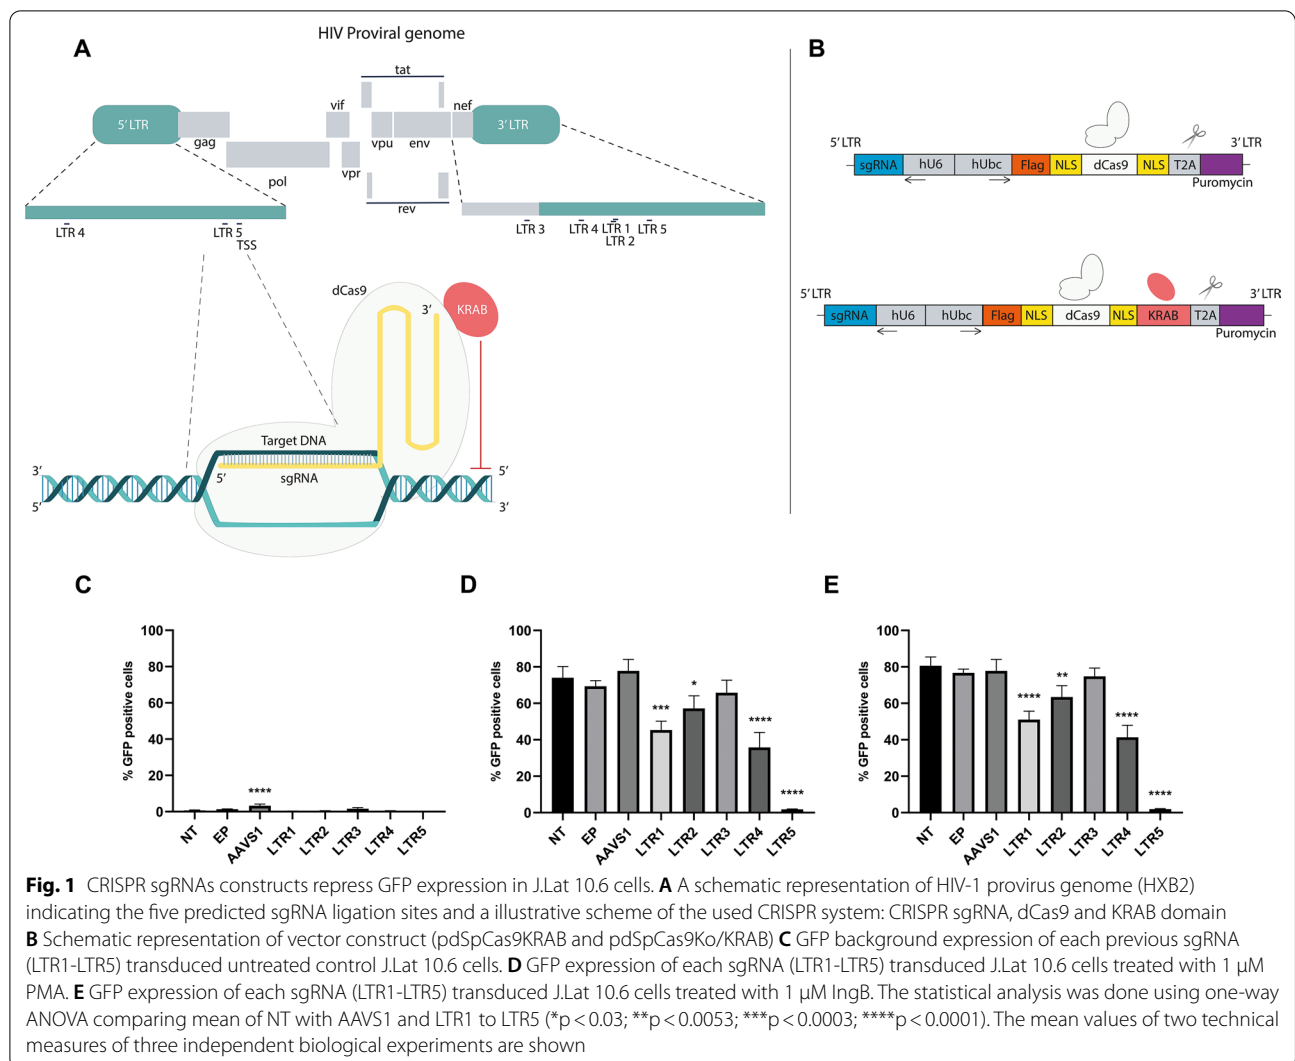 A
HIV Proviral genome
tat
vif
nef
5' LTR
3' LTR
gag
vpu
env
pol
vpr
rev
LTR 4
LTR 5
TSS
LTR 3
LTR 4
LTR 1
LTR 5
LTR 2
dCas9
3'
KRAB
Target DNA
3'
5'
5'
sgRNA
5'
3'
B
5' LTR
3' LTR
sgRNA
hU6
hUbc
Flag
NLS
dCas9
NLS
T2A
Puromycin
5' LTR
3' LTR
sgRNA
hU6
hUbc
Flag
NLS
dCas9
NLS
KRAB
T2A
Puromycin
C
% GFP positive cells
100
80
60
40
20
0
****
NT
EP
AAVS1
LTR1
LTR2
LTR3
LTR4
LTR5
D
% GFP positive cells
100
80
60
40
20
0
***
*
****
****
NT
EP
AAVS1
LTR1
LTR2
LTR3
LTR4
LTR5
E
% GFP positive cells
100
80
60
40
20
0
****
**
****
****
NT
EP
AAVS1
LTR1
LTR2
LTR3
LTR4
LTR5
Fig. 1 CRISPR sgRNAs constructs repress GFP expression in J.Lat 10.6 cells. A A schematic representation of HIV-1 provirus genome (HXB2)
indicating the five predicted sgRNA ligation sites and a illustrative scheme of the used CRISPR system: CRISPR sgRNA, dCas9 and KRAB domain
B Schematic representation of vector construct (pdSpCas9KRAB and pdSpCas9Ko/KRAB) C GFP background expression of each previous sgRNA
(LTR1-LTR5) transduced untreated control J.Lat 10.6 cells. D GFP expression of each sgRNA (LTR1-LTR5) transduced J.Lat 10.6 cells treated with 1 μM
PMA. E GFP expression of each sgRNA (LTR1-LTR5) transduced J.Lat 10.6 cells treated with 1 μM IngB. The statistical analysis was done using one-way
ANOVA comparing mean of NT with AAVS1 and LTR1 to LTR5 (*p < 0.03; **p < 0.0053; ***p < 0.0003; ****p < 0.0001). The mean values of two technical
measures of three independent biological experiments are shown